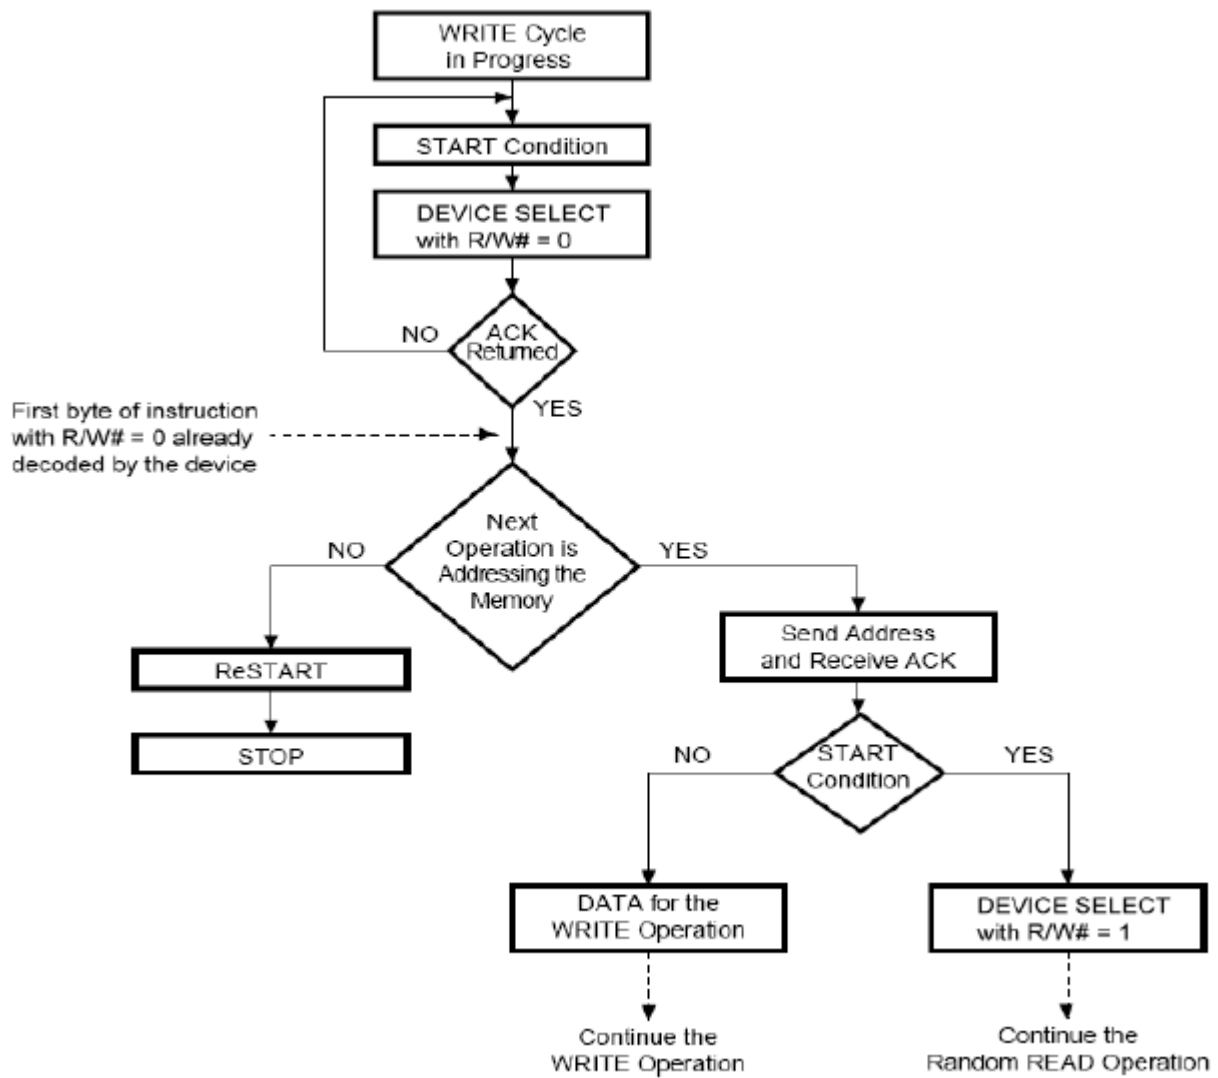 WRITE Cycle
in Progress
START Condition
DEVICE SELECT
with R/W# = 0
NO
ACK
Returned
YES
First byte of instruction
with R/W# = 0 already
decoded by the device
NO
Next
Operation is
Addressing the
Memory
YES
ReSTART
STOP
Send Address
and Receive ACK
NO
START
Condition
YES
DATA for the
WRITE Operation
DEVICE SELECT
with R/W# = 1
Continue the
WRITE Operation
Continue the
Random READ Operation